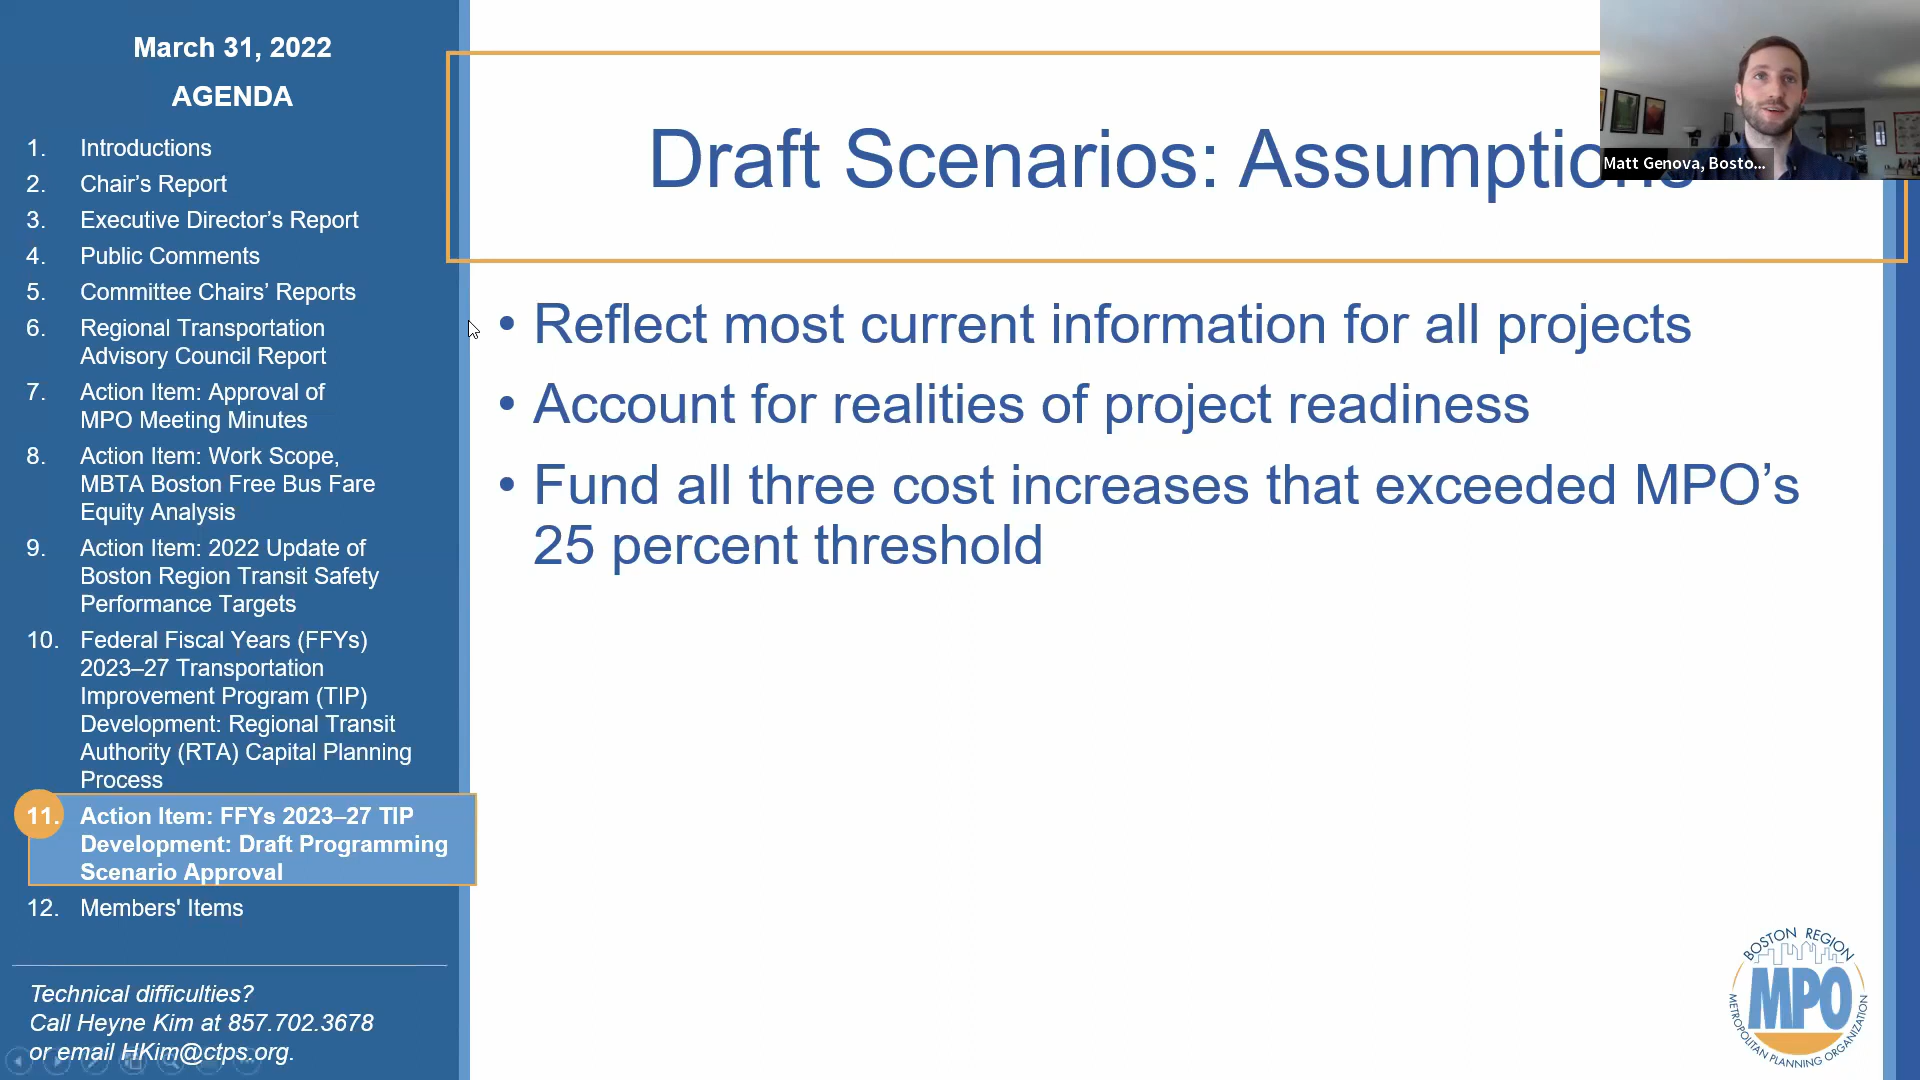 March 31, 2022
AGENDA
1. Introductions
2. Chair’s Report
3. Executive Director’s Report
4. Public Comments
5. Committee Chairs’ Reports
6. Regional Transportation
Advisory Council Report
7. Action Item: Approval of
MPO Meeting Minutes
8. Action Item: Work Scope,
MBTA Boston Free Bus Fare
Equity Analysis
9. Action Item: 2022 Update of
Boston Region Transit Safety
Performance Targets
10. Federal Fiscal Years (FFYs)
2023–27 Transportation
Improvement Program (TIP)
Development: Regional Transit
Authority (RTA) Capital Planning
Process
11. Action Item: FFYs 2023–27 TIP
Development: Draft Programming
Scenario Approval
12. Members' Items
Technical difficulties?
Call Heyne Kim at 857.702.3678
or email HKim@ctps.org.
Draft Scenarios: Assumptions
Matt Genova, Bosto...
• Reflect most current information for all projects
• Account for realities of project readiness
• Fund all three cost increases that exceeded MPO’s
25 percent threshold
BOSTON REGION
MPO
METROPOLITAN PLANNING ORGANIZATION